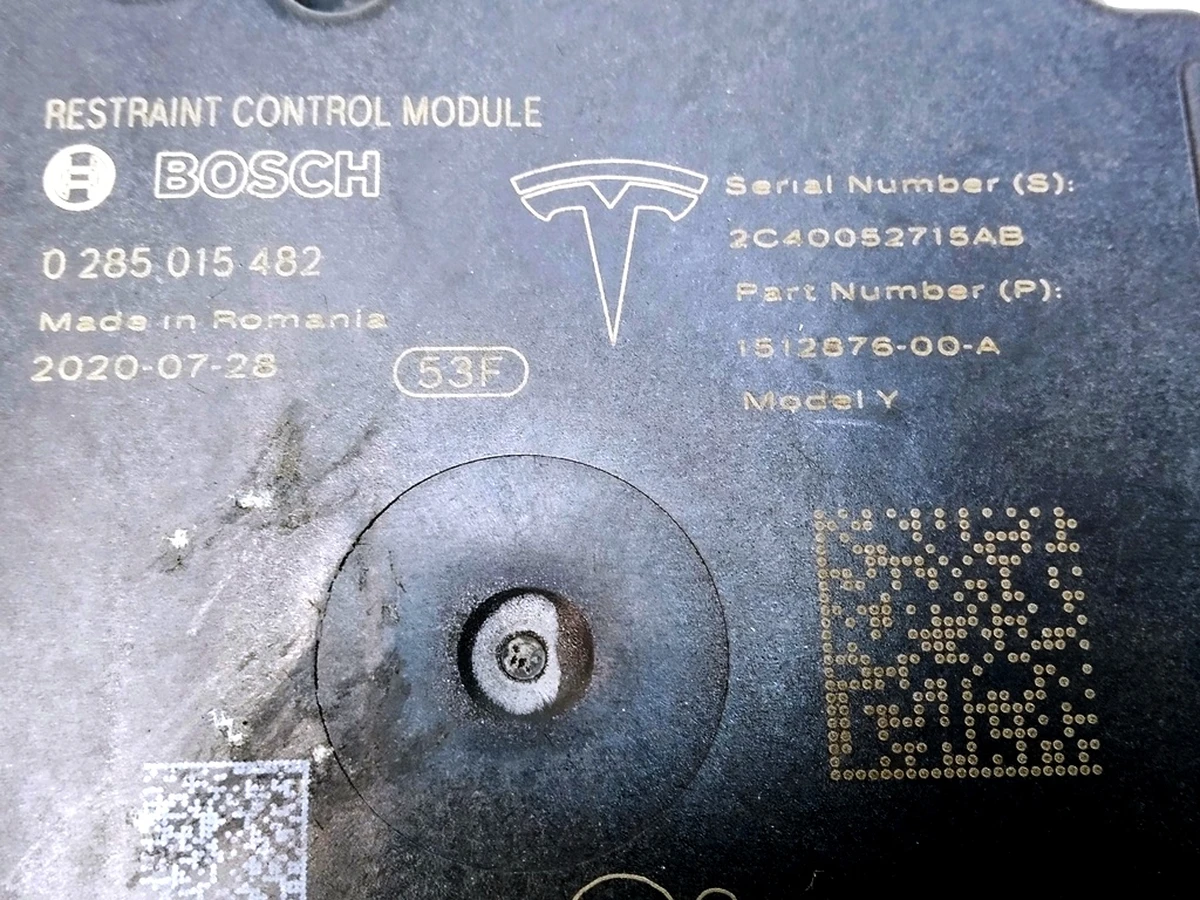 RESTRAINT CONTROL MODULE
BOSCH
0 285 015 482
Made in Romania
2020-07-28
53F
Serial Number (S):
2C40052715AB
Part Number (P):
1512876-00-A
Model Y